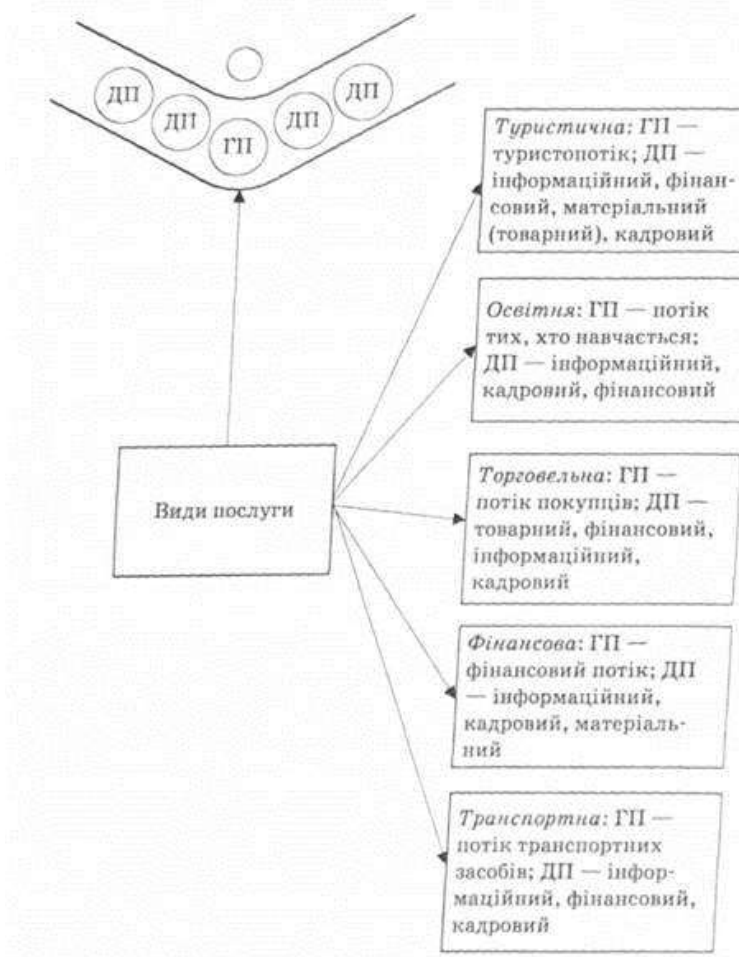 ДП
ДП
ГП
ДП
ДП
Туристична: ГП —
туристопотік; ДП —
інформаційний, фінан-
совий, матеріальний
(товарний), кадровий
Освітня: ГП — потік
тих, хто навчається;
ДП — інформаційний,
кадровий, фінансовий
Види послуги
Торговельна: ГП —
потік покупців; ДП —
товарний, фінансовий,
інформаційний,
кадровий
Фінансова: ГП —
фінансовий потік; ДП
— інформаційний,
кадровий, матеріаль-
ний
Транспортна: ГП —
потік транспортних
засобів; ДП — інфор-
маційний, фінансовий,
кадровий